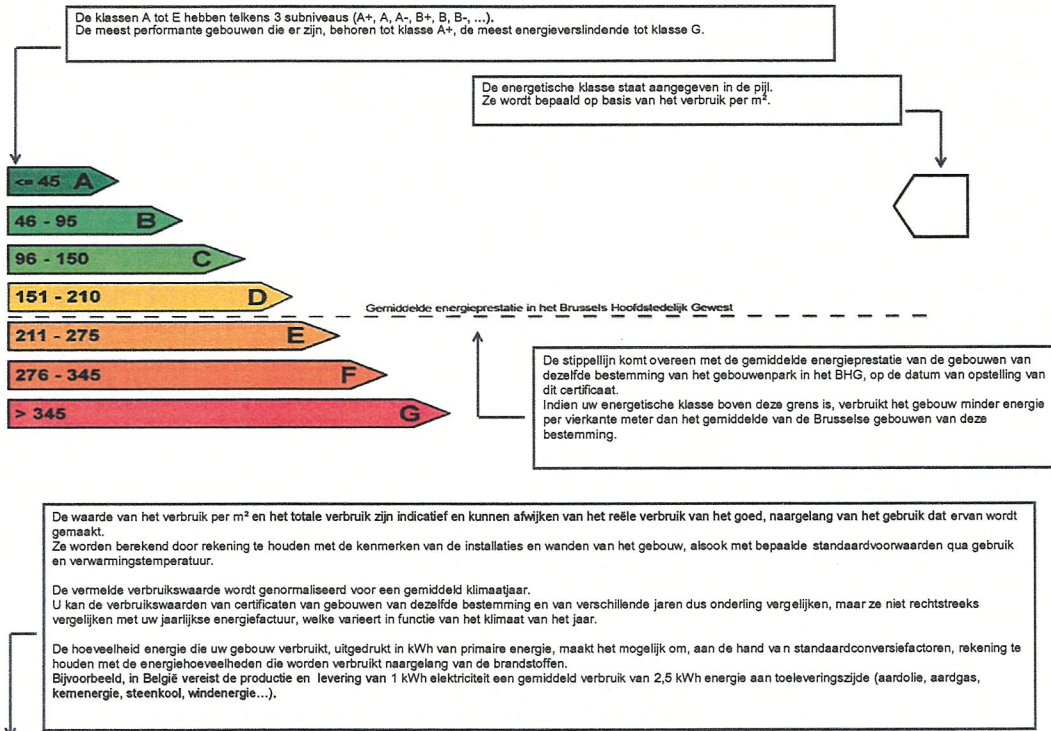 De klassen A tot E hebben telkens 3 subniveaus (A+, A, A-, B+, B, B-, ...).
De meest performante gebouwen die er zijn, behoren tot klasse A+, de meest energieverslindende tot klasse G.
De energetische klasse staat aangegeven in de pijl.
Ze wordt bepaald op basis van het verbruik per m².
<= 45 A
46 - 95 B
96 - 150 C
151 - 210 D
Gemiddelde energieprestatie in het Brussels Hoofdstedelijk Gewest
211 - 275 E
276 - 345 F
> 345 G
De stippellijn komt overeen met de gemiddelde energieprestatie van de gebouwen van
dezelfde bestemming van het gebouwenpark in het BHG, op de datum van opstelling van
dit certificaat.
Indien uw energetische klasse boven deze grens is, verbruikt het gebouw minder energie
per vierkante meter dan het gemiddelde van de Brusselse gebouwen van deze
bestemming.
De waarde van het verbruik per m² en het totale verbruik zijn indicatief en kunnen afwijken van het reële verbruik van het goed, naargelang van het gebruik dat ervan wordt
gemaakt.
Ze worden berekend door rekening te houden met de kenmerken van de installaties en wanden van het gebouw, alsook met bepaalde standaardvoorwaarden qua gebruik
en verwarmingstemperatuur.
De vermelde verbruikswaarde wordt genormaliseerd voor een gemiddeld klimaatjaar.
U kan de verbruikswaarden van certificaten van gebouwen van dezelfde bestemming en van verschillende jaren dus onderling vergelijken, maar ze niet rechtstreeks
vergelijken met uw jaarlijkse energiefactuur, welke varieert in functie van het klimaat van het jaar.
De hoeveelheid energie die uw gebouw verbruikt, uitgedrukt in kWh van primaire energie, maakt het mogelijk om, aan de hand van standaardconversiefactoren, rekening te
houden met de energiehoeveelheden die worden verbruikt naargelang van de brandstoffen.
Bijvoorbeeld, in België vereist de productie en levering van 1 kWh elektriciteit een gemiddeld verbruik van 2,5 kWh energie aan toeleveringszijde (aardolie, aardgas,
kernenergie, steenkool, windenergie...).